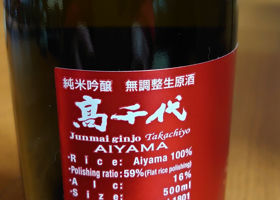 純米吟醸 無調整生原酒
髙千代
Junmai ginjo Takachiyo
AIYAMA
・Rice: Aiyama 100%
・Polishing ratio:59%(Flat rice polishing)
・Alc: 16%
・Size: 500ml
1801